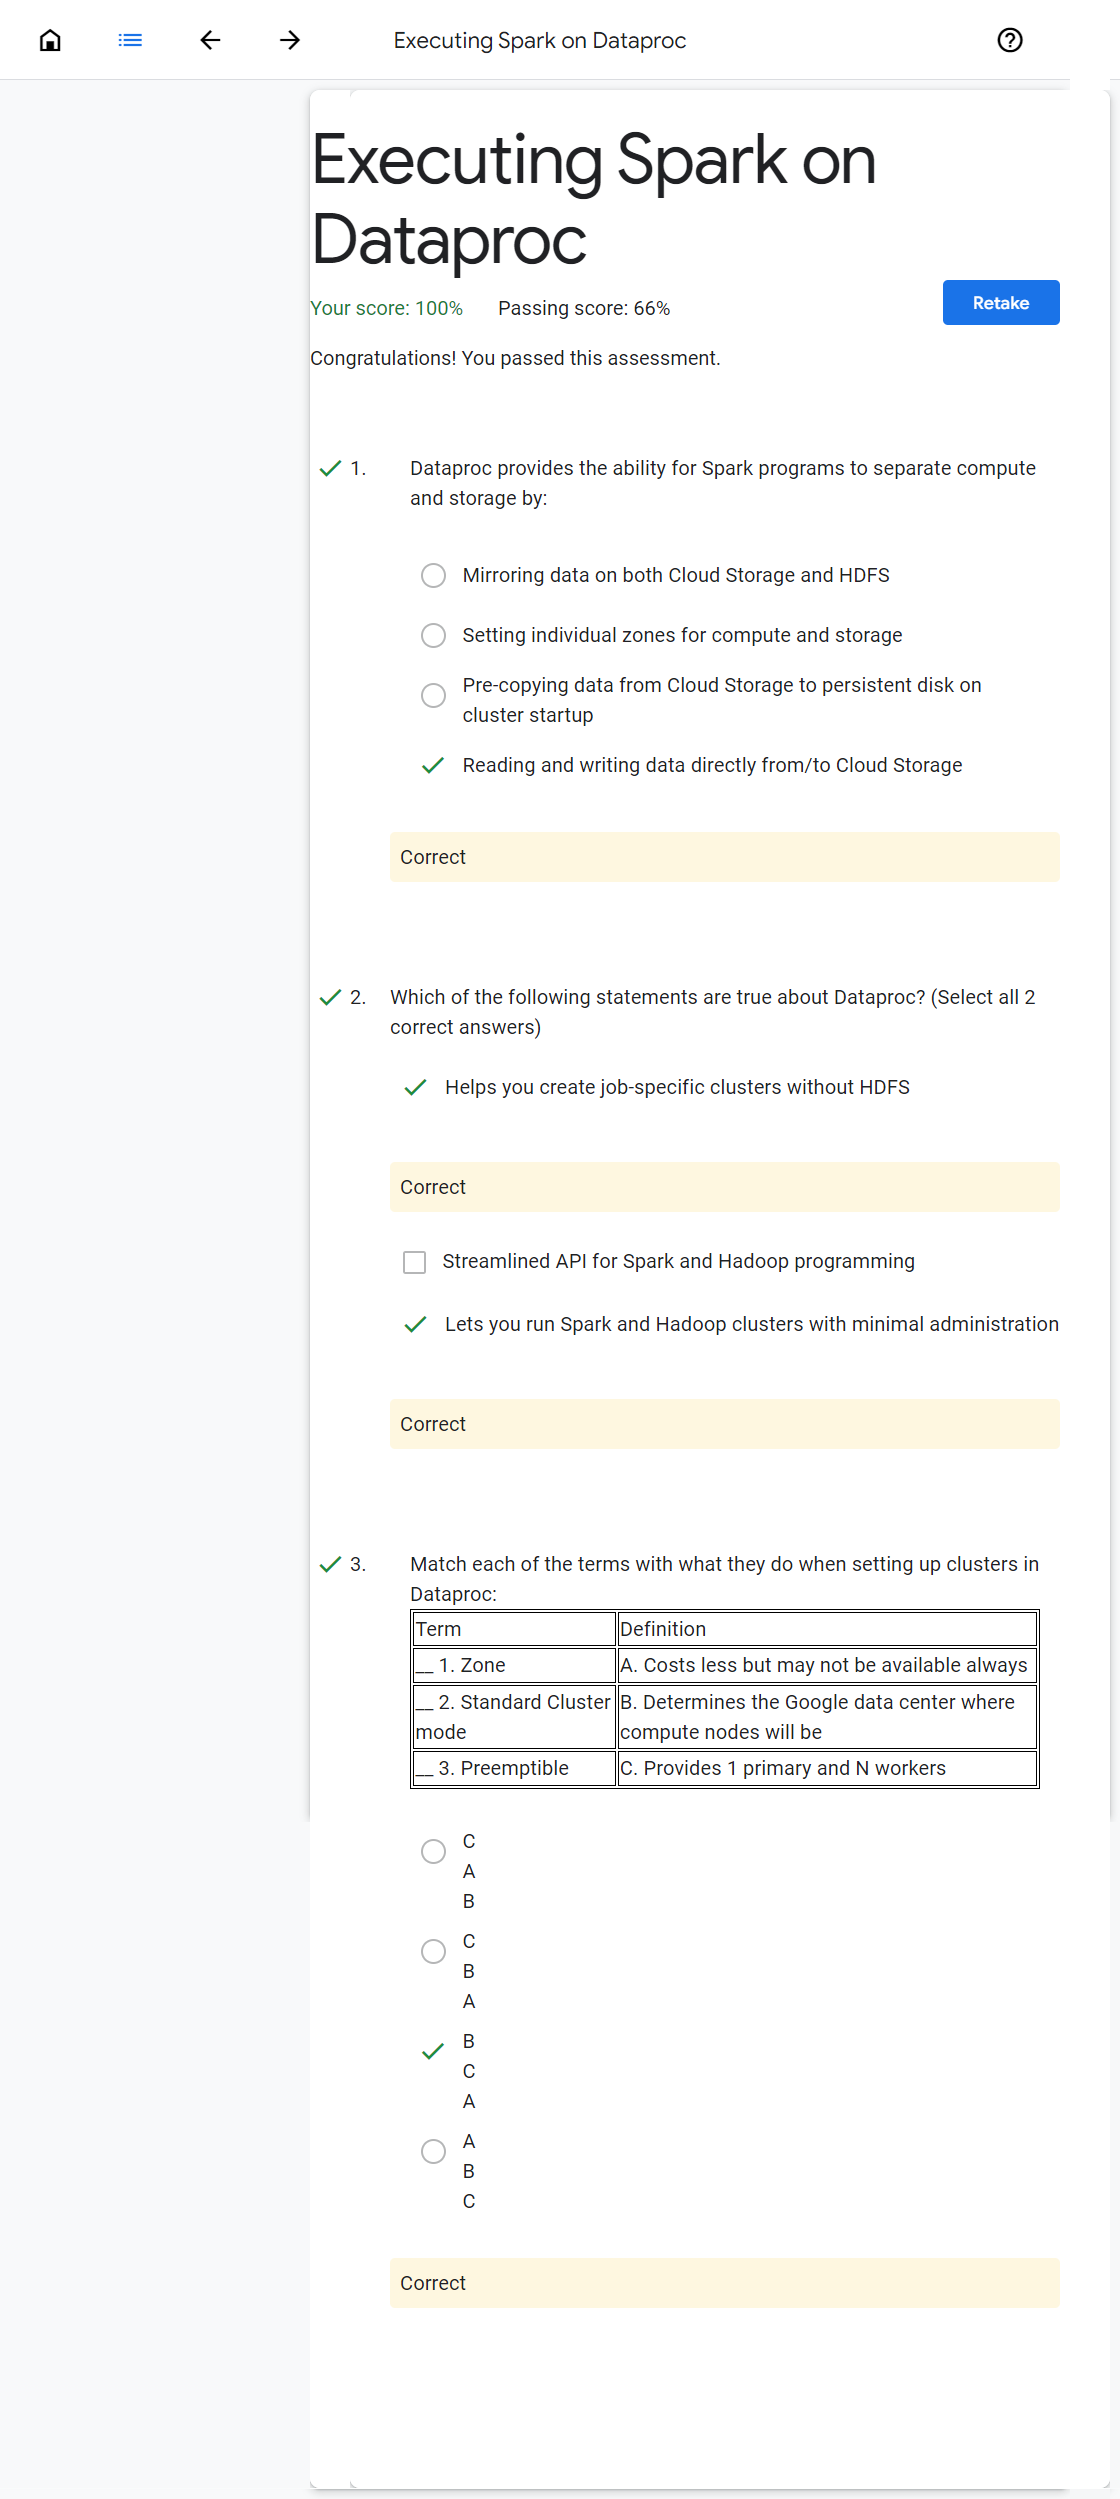 Executing Spark on Dataproc
Executing Spark on
Dataproc
Your score: 100% Passing score: 66%
Retake
Congratulations! You passed this assessment.
1. Dataproc provides the ability for Spark programs to separate compute
and storage by:
Mirroring data on both Cloud Storage and HDFS
Setting individual zones for compute and storage
Pre-copying data from Cloud Storage to persistent disk on
cluster startup
Reading and writing data directly from/to Cloud Storage
Correct
2. Which of the following statements are true about Dataproc? (Select all 2
correct answers)
Helps you create job-specific clusters without HDFS
Correct
Streamlined API for Spark and Hadoop programming
Lets you run Spark and Hadoop clusters with minimal administration
Correct
3. Match each of the terms with what they do when setting up clusters in
Dataproc:
Term Definition
__ 1. Zone A. Costs less but may not be available always
__ 2. Standard Cluster B. Determines the Google data center where
mode compute nodes will be
__ 3. Preemptible C. Provides 1 primary and N workers
C
A
B
C
B
A
B
C
A
A
B
C
Correct